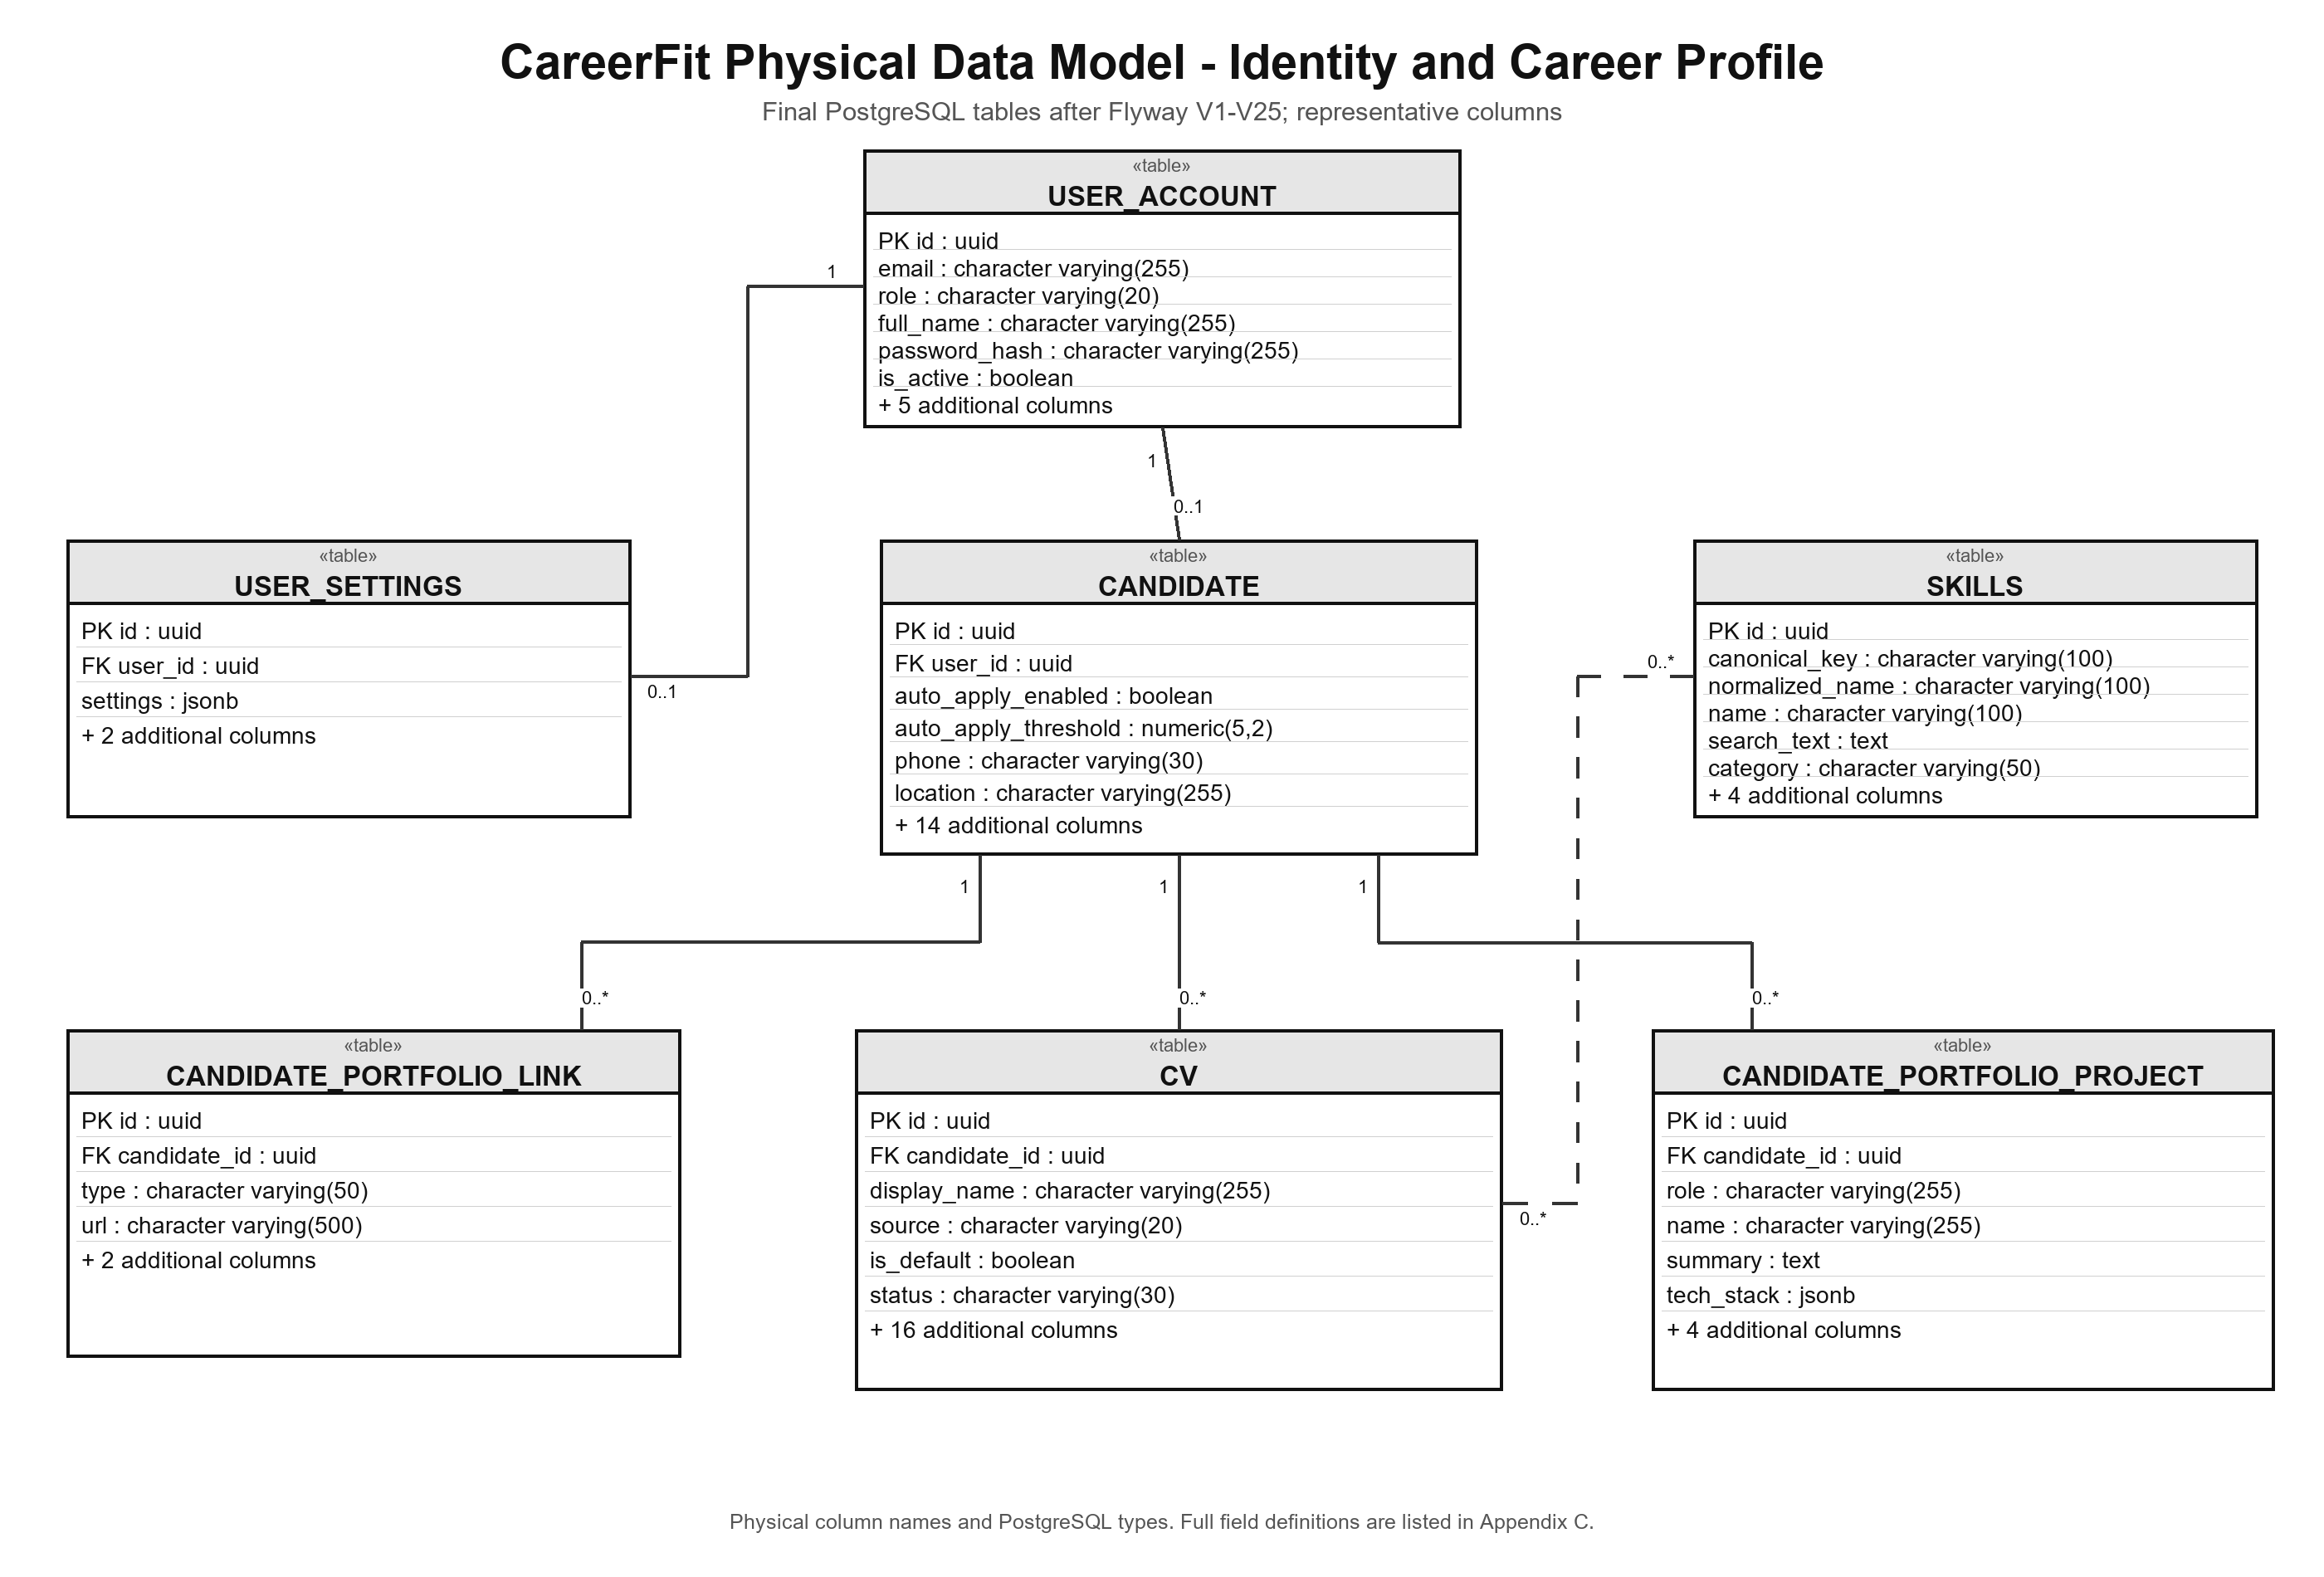 CareerFit Physical Data Model - Identity and Career Profile
Final PostgreSQL tables after Flyway V1-V25; representative columns
«table»
USER_ACCOUNT
PK id : uuid
email : character varying(255)
role : character varying(20)
full_name : character varying(255)
password_hash : character varying(255)
is_active : boolean
+ 5 additional columns
1
1
0..1
«table»
USER_SETTINGS
PK id : uuid
FK user_id : uuid
settings : jsonb
+ 2 additional columns
0..1
«table»
CANDIDATE
PK id : uuid
FK user_id : uuid
auto_apply_enabled : boolean
auto_apply_threshold : numeric(5,2)
phone : character varying(30)
location : character varying(255)
+ 14 additional columns
«table»
SKILLS
PK id : uuid
canonical_key : character varying(100)
normalized_name : character varying(100)
name : character varying(100)
search_text : text
category : character varying(50)
+ 4 additional columns
0..*
1
1
1
0..*
0..*
0..*
«table»
CANDIDATE_PORTFOLIO_LINK
PK id : uuid
FK candidate_id : uuid
type : character varying(50)
url : character varying(500)
+ 2 additional columns
«table»
CV
PK id : uuid
FK candidate_id : uuid
display_name : character varying(255)
source : character varying(20)
is_default : boolean
status : character varying(30)
+ 16 additional columns
0..*
«table»
CANDIDATE_PORTFOLIO_PROJECT
PK id : uuid
FK candidate_id : uuid
role : character varying(255)
name : character varying(255)
summary : text
tech_stack : jsonb
+ 4 additional columns
Physical column names and PostgreSQL types. Full field definitions are listed in Appendix C.